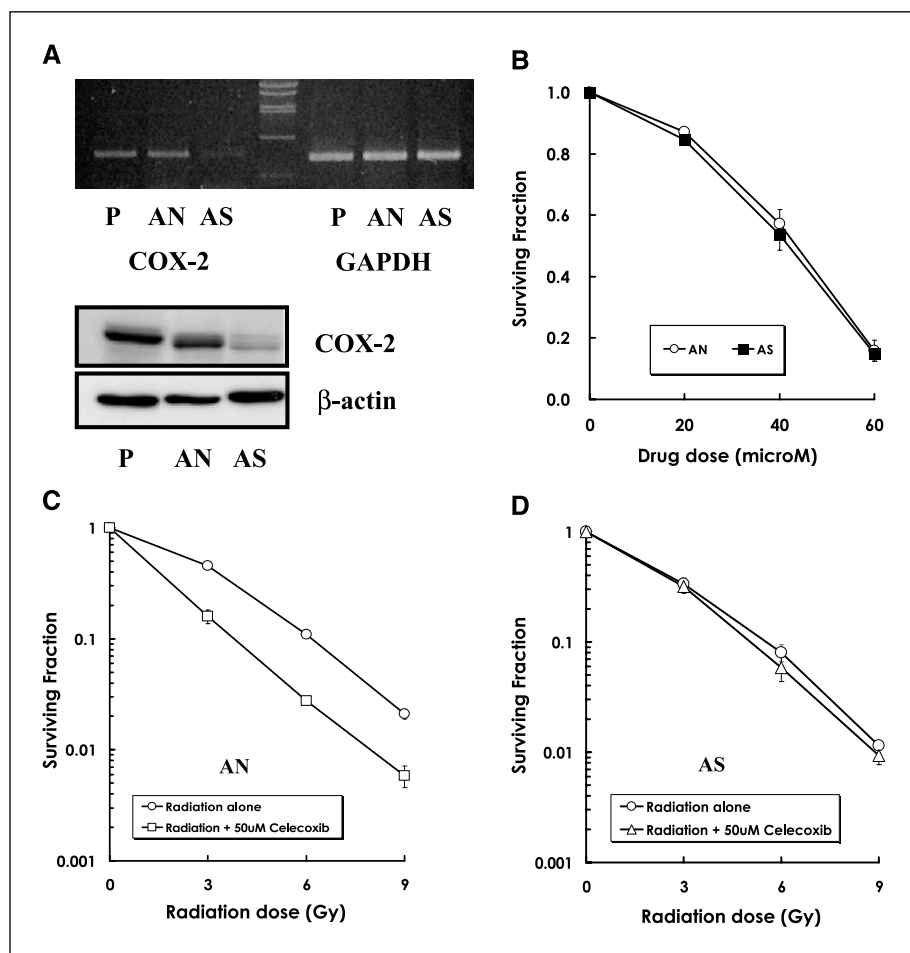 A
P AN AS P AN AS
COX-2 GAPDH
COX-2
β-actin
P AN AS
B
Surviving Fraction
1.0
0.8
0.6
0.4
0.2
0.0
AN AS
0 20 40 60
Drug dose (microM)
C
Surviving Fraction
1
0.1
0.01
0.001
AN
Radiation alone
Radiation + 50uM Celecoxib
0 3 6 9
Radiation dose (Gy)
D
Surviving Fraction
1
0.1
0.01
0.001
AS
Radiation alone
Radiation + 50uM Celecoxib
0 3 6 9
Radiation dose (Gy)